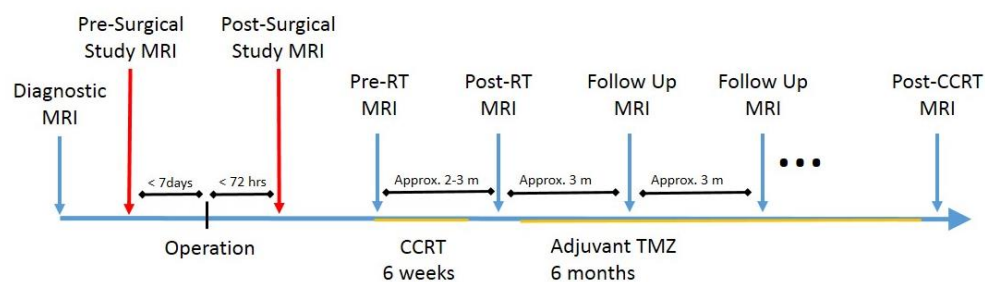 Pre-Surgical
Study MRI
Post-Surgical
Study MRI
Diagnostic
MRI
Pre-RT
MRI
Post-RT
MRI
Follow Up
MRI
Follow Up
MRI
Post-CCRT
MRI
< 7days
< 72 hrs
Approx. 2-3 m
Approx. 3 m
Approx. 3 m
Operation
CCRT
6 weeks
Adjuvant TMZ
6 months